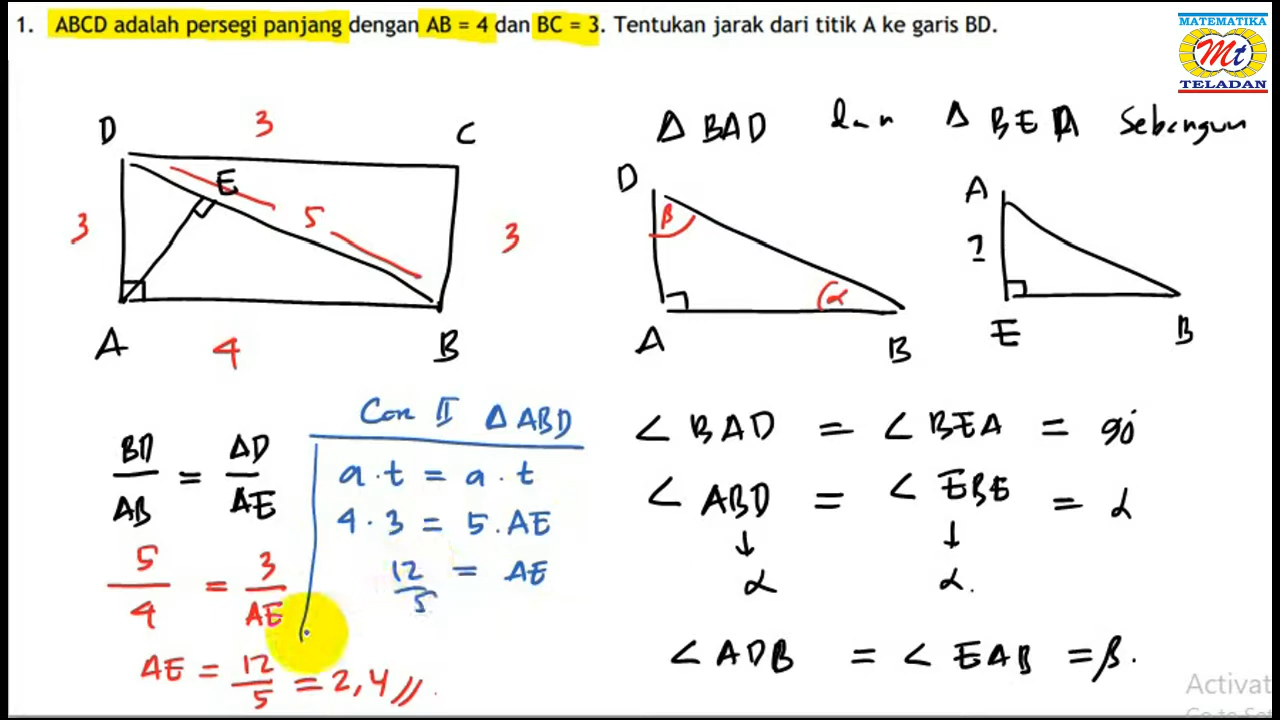 1. ABCD adalah persegi panjang dengan AB = 4 dan BC = 3. Tentukan jarak dari titik A ke garis BD.
MATEMATIKA
Mt
TELADAN
D 3 C
E
3 5 3
A 4 B
Δ BAD dan Δ BEA Sebangun
D
β
α
A B
A
?
E B
BD/AB = AD/AE
5/4 = 3/AE
AE = 12/5 = 2,4 //.
Cara II Δ ABD
a · t = a · t
4 · 3 = 5 . AE
12/5 = AE
∠ BAD = ∠ BEA = 90°
∠ ABD = ∠ EBE = α
↓ ↓
α α.
∠ ADB = ∠ EAB = β.
Activat